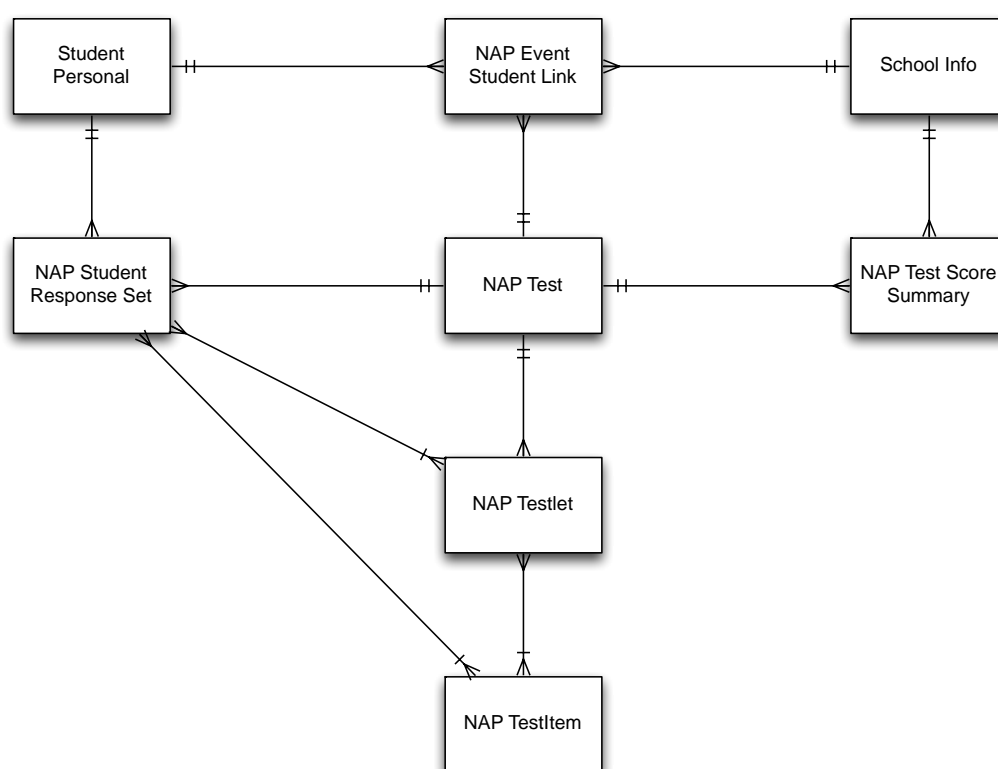 Student
Personal
NAP Event
Student Link
School Info
NAP Student
Response Set
NAP Test
NAP Test Score
Summary
NAP Testlet
NAP TestItem